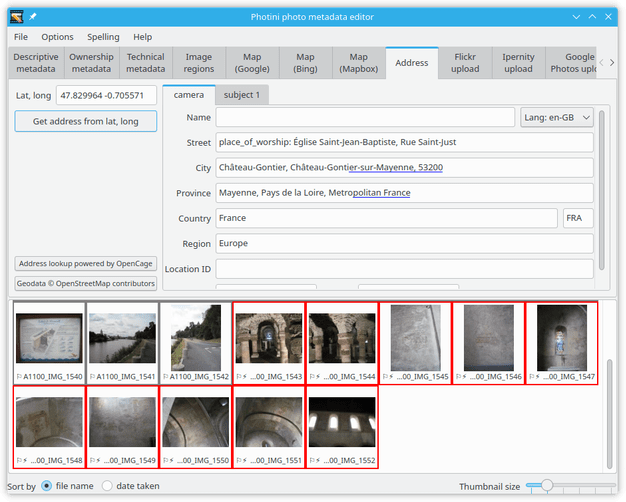 Photini photo metadata editor
File Options Spelling Help
Descriptive metadata
Ownership metadata
Technical metadata
Image regions
Map (Google)
Map (Bing)
Map (Mapbox)
Address
Flickr upload
Ipernity upload
Google Photos uplo
Lat, long 47.829964 -0.705571
Get address from lat, long
Address lookup powered by OpenCage
Geodata © OpenStreetMap contributors
camera subject 1
Name Lang: en-GB
Street place_of_worship: Église Saint-Jean-Baptiste, Rue Saint-Just
City Château-Gontier, Château-Gontier-sur-Mayenne, 53200
Province Mayenne, Pays de la Loire, Metropolitan France
Country France FRA
Region Europe
Location ID
A1100_IMG_1540 A1100_IMG_1541 A1100_IMG_1542 ...00_IMG_1543 ...00_IMG_1544 ...00_IMG_1545 ...00_IMG_1546 ...00_IMG_1547
...00_IMG_1548 ...00_IMG_1549 ...00_IMG_1550 ...00_IMG_1551 ...00_IMG_1552
Sort by file name date taken Thumbnail size